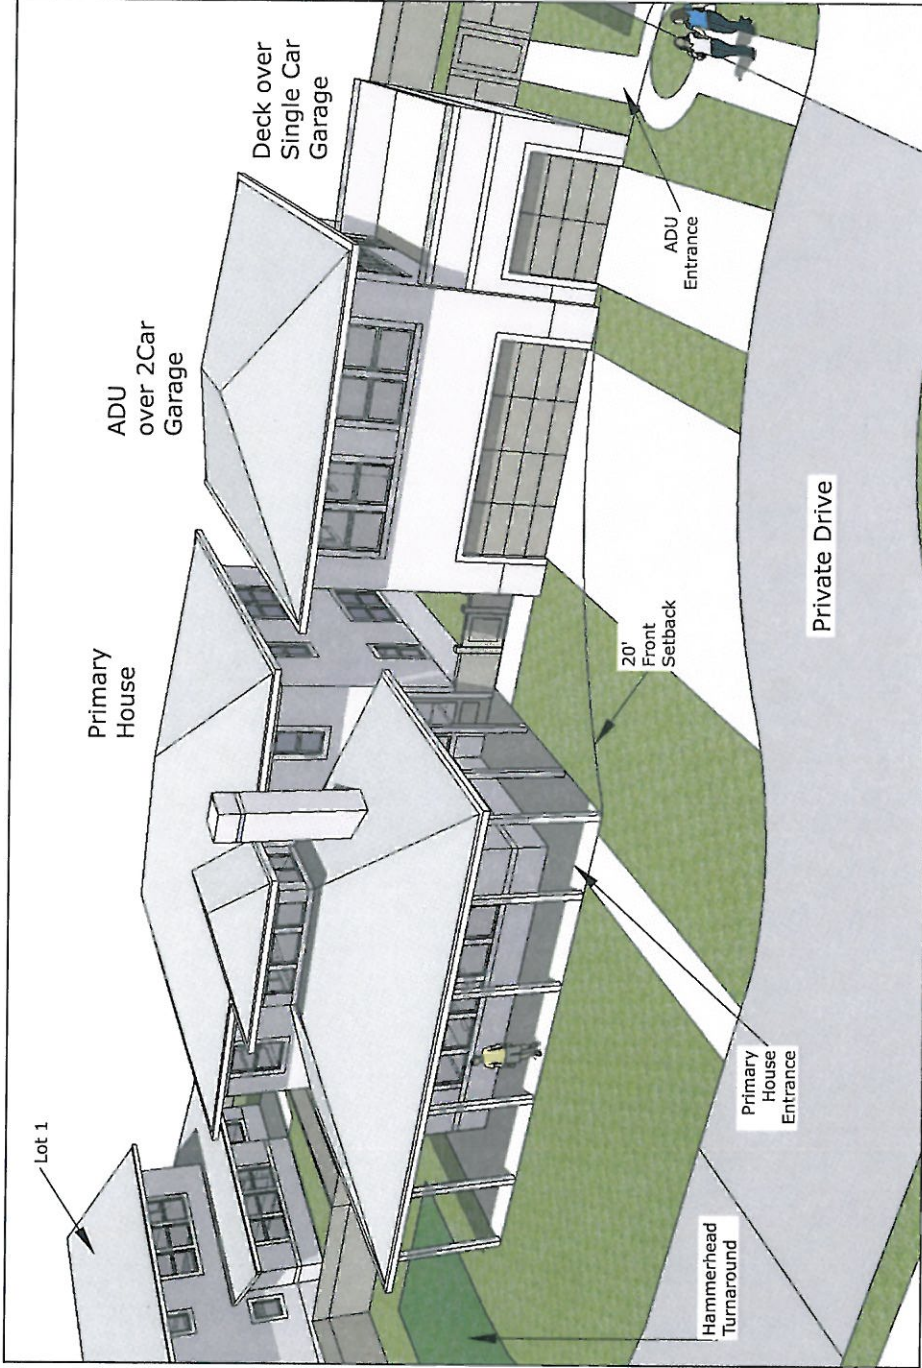 Lot 1
Primary
House
ADU
over 2Car
Garage
Deck over
Single Car
Garage
Hammerhead
Turnaround
Primary
House
Entrance
20'
Front
Setback
ADU
Entrance
Private Drive